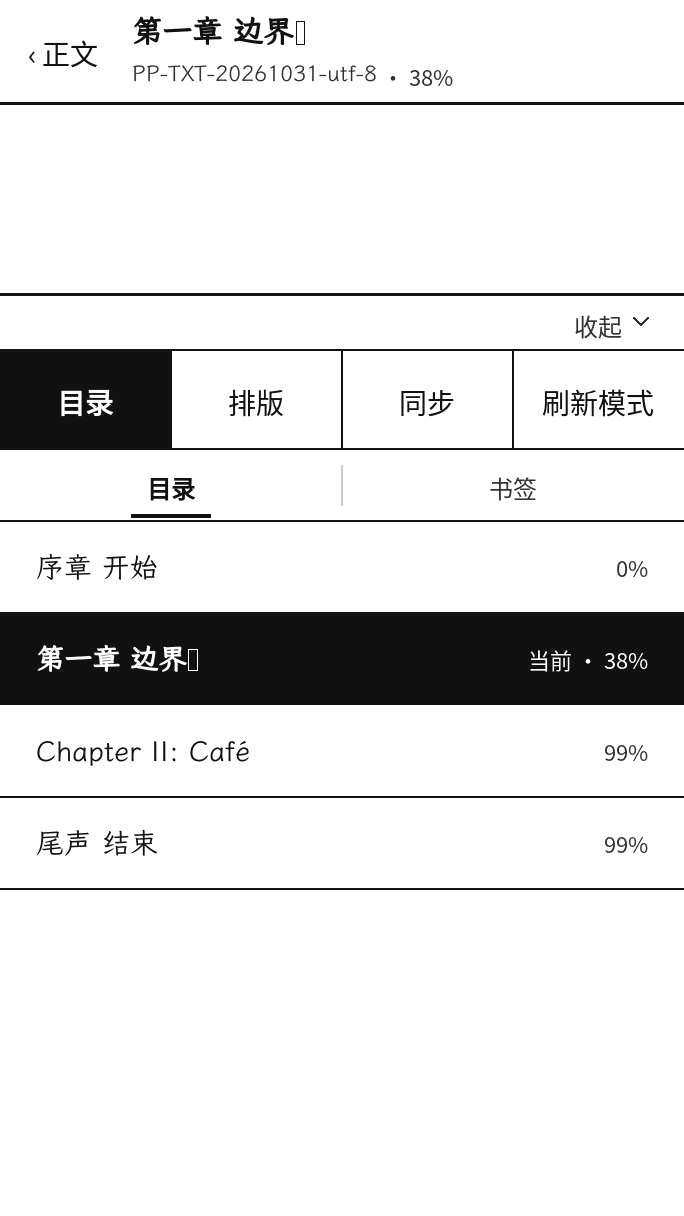 ‹ 正文
第一章 边界
PP-TXT-20261031-utf-8 • 38%
收起
目录 排版 同步 刷新模式
目录 书签
序章 开始 0%
第一章 边界 当前 • 38%
Chapter II: Café 99%
尾声 结束 99%